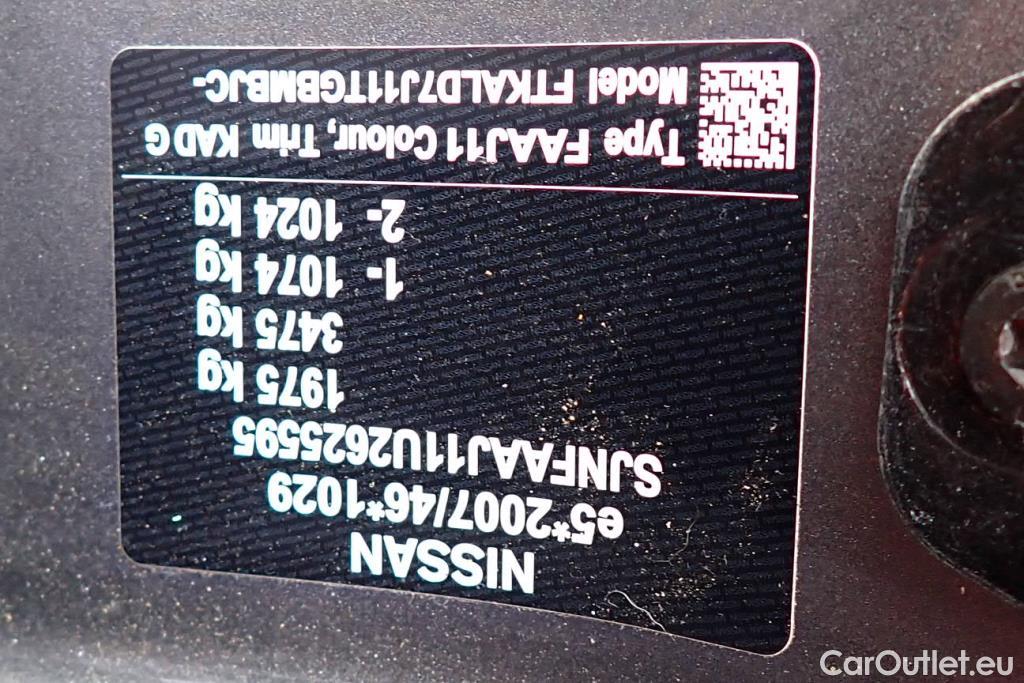 NISSAN
e5*2007/46*1029
SJNFAAJ11U2625595
1975 kg
3475 kg
1- 1074 kg
2- 1024 kg
Type FAAJ11 Colour, Trim KAD G
Model FTKALD7J11TGBMBJC-
CarOutlet.eu